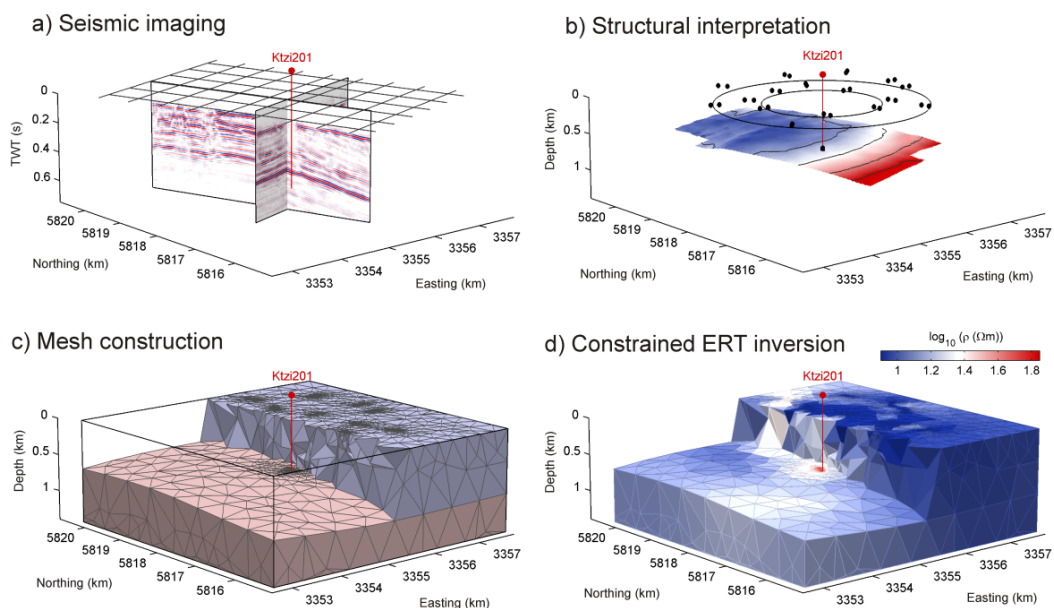 a) Seismic imaging
Ktzi201
0
0.2
0.4
0.6
TWT (s)
5820
5819
5818
5817
5816
Northing (km)
3353
3354
3355
3356
3357
Easting (km)
b) Structural interpretation
Ktzi201
0
0.5
1
Depth (km)
5820
5819
5818
5817
5816
Northing (km)
3353
3354
3355
3356
3357
Easting (km)
c) Mesh construction
Ktzi201
0
0.5
1
Depth (km)
5820
5819
5818
5817
5816
Northing (km)
3353
3354
3355
3356
3357
Easting (km)
d) Constrained ERT inversion
log10 (ρ (Ωm))
1 1.2 1.4 1.6 1.8
Ktzi201
0
0.5
1
Depth (km)
5820
5819
5818
5817
5816
Northing (km)
3353
3354
3355
3356
3357
Easting (km)